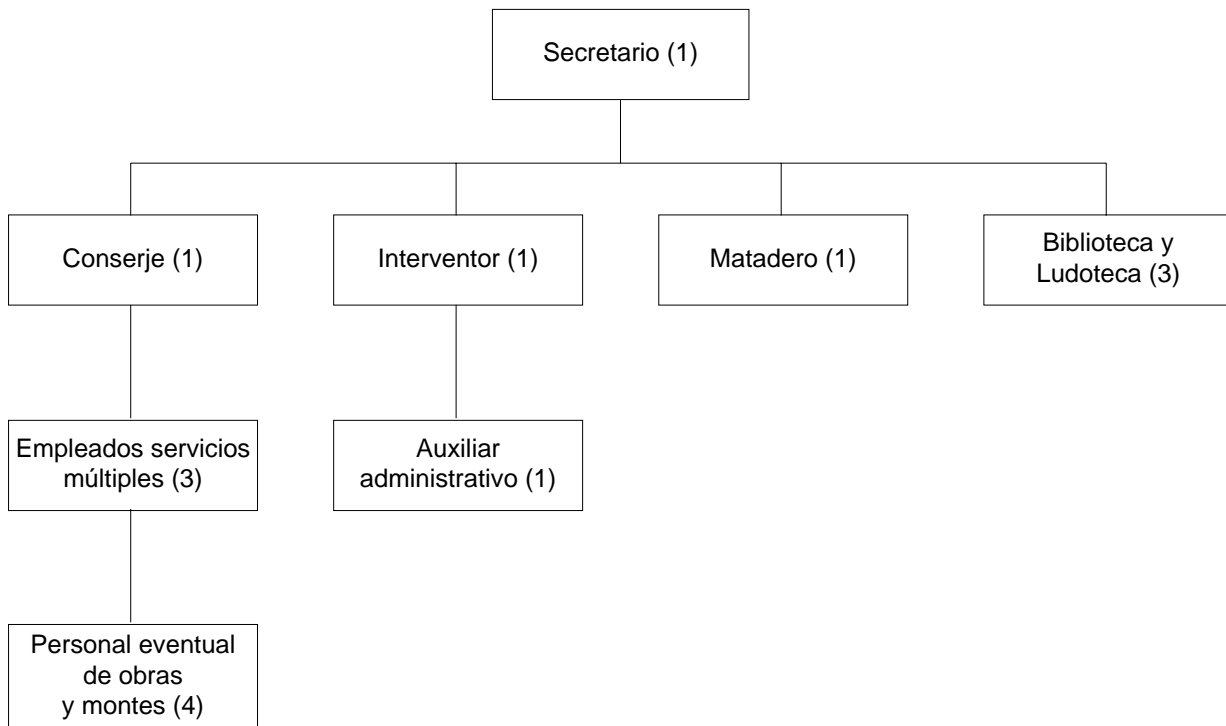 Secretario (1)
Conserje (1)
Interventor (1)
Matadero (1)
Biblioteca y
Ludoteca (3)
Empleados servicios
múltiples (3)
Auxiliar
administrativo (1)
Personal eventual
de obras
y montes (4)